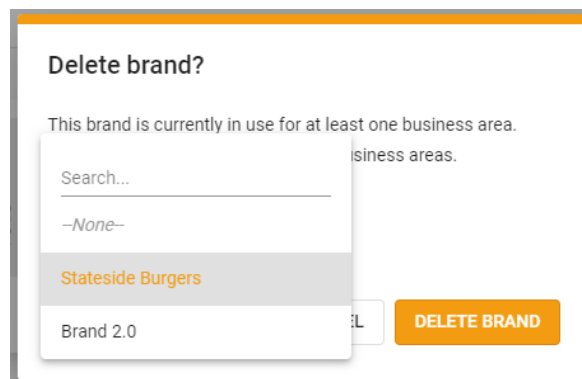 Delete brand?
This brand is currently in use for at least one business area.
business areas.
Search...
--None--
Stateside Burgers
Brand 2.0
EL
DELETE BRAND